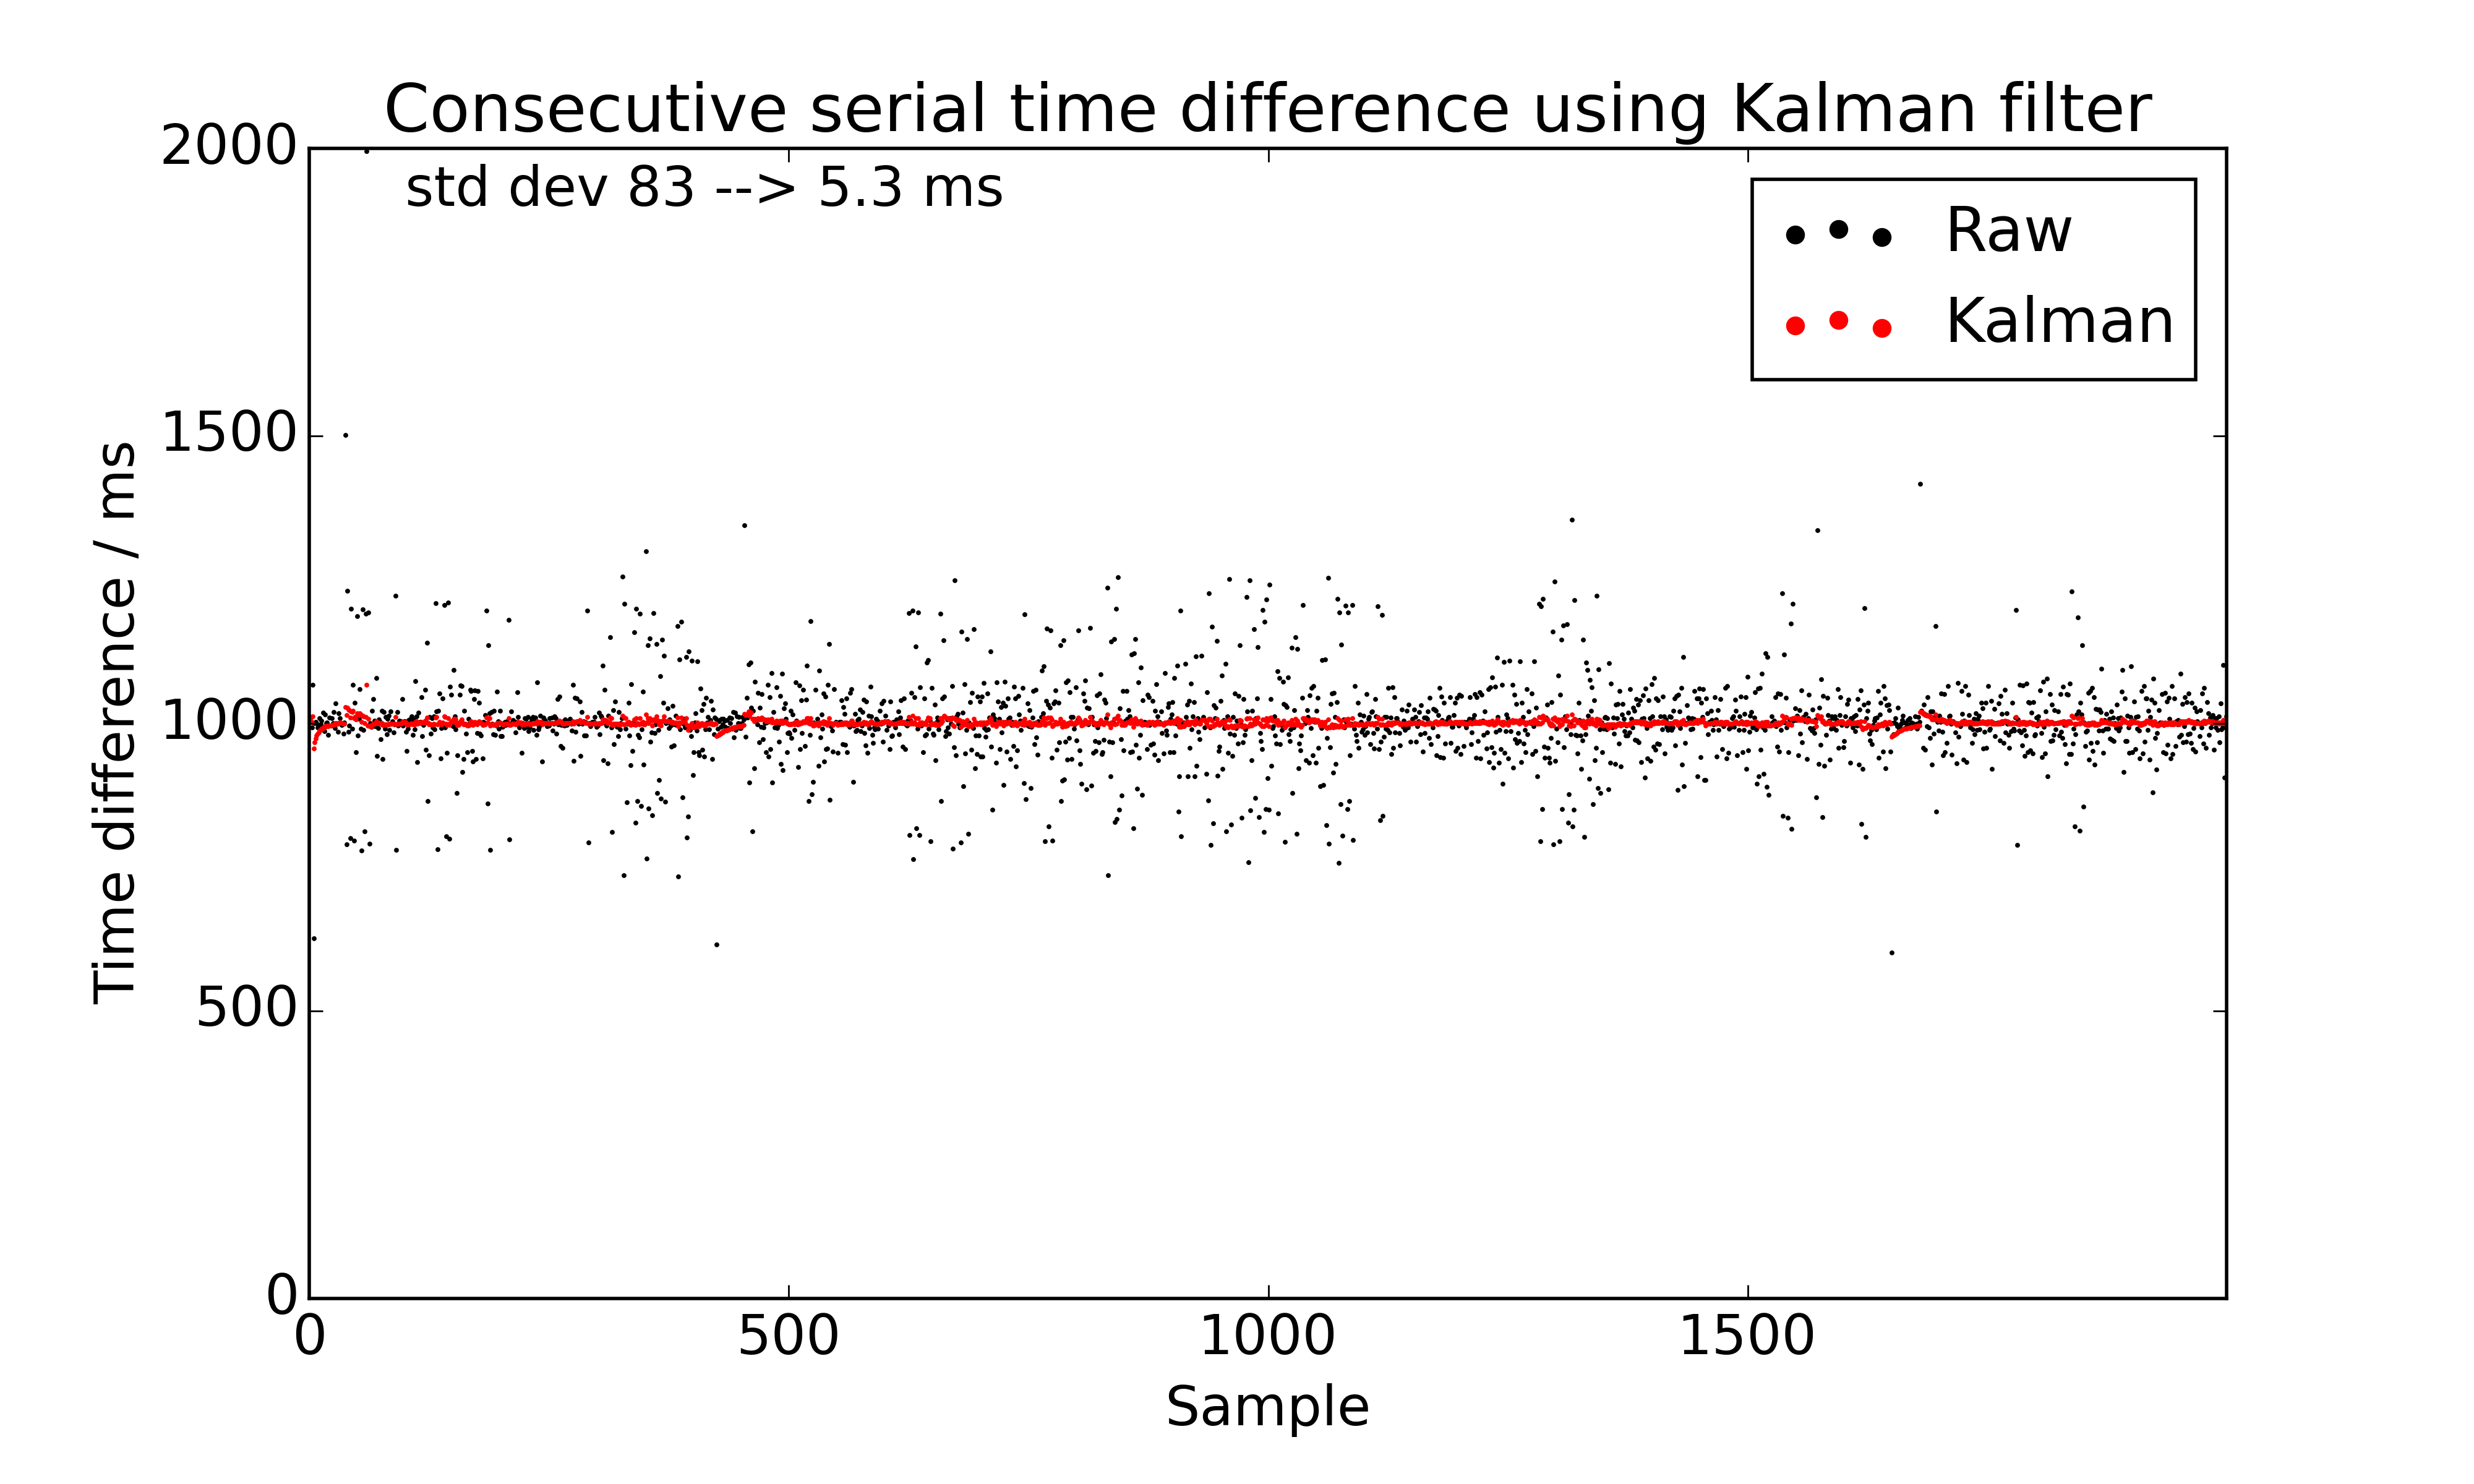 Consecutive serial time difference using Kalman filter
2000
std dev 83 --> 5.3 ms
Raw
Kalman
1500
1000
500
0
Time difference / ms
0
500
1000
1500
Sample